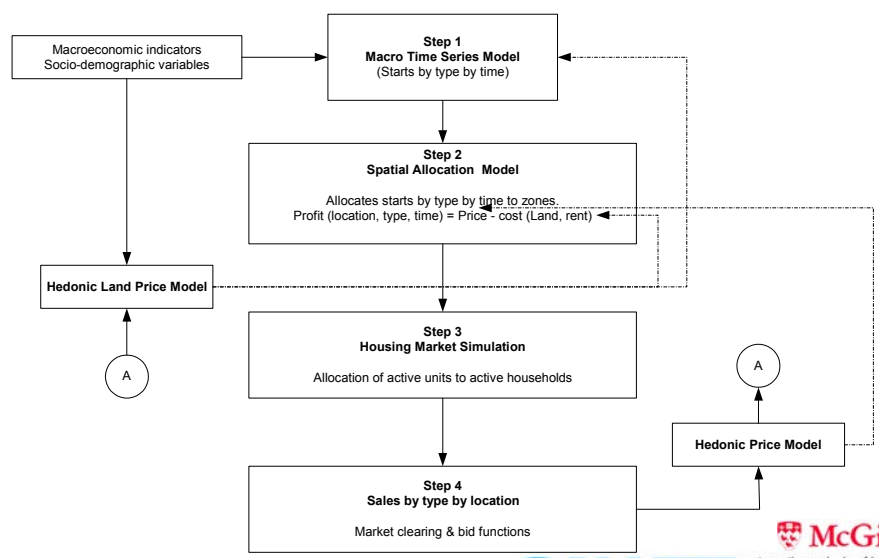 Macroeconomic indicators
Socio-demographic variables
Step 1
Macro Time Series Model
(Starts by type by time)
Step 2
Spatial Allocation Model
Allocates starts by type by time to zones.
Profit (location, type, time) = Price - cost (Land, rent)
Hedonic Land Price Model
A
Step 3
Housing Market Simulation
Allocation of active units to active households
A
Hedonic Price Model
Step 4
Sales by type by location
Market clearing & bid functions